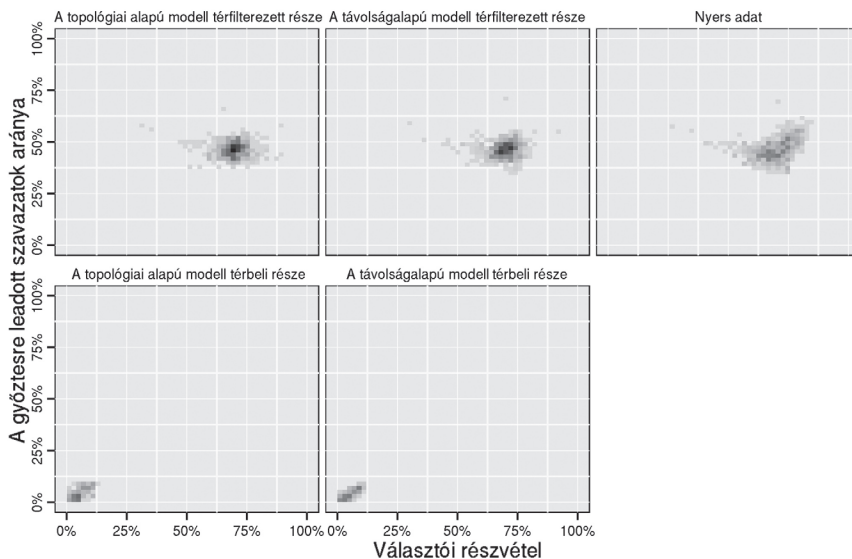 A topológiai alapú modell térfilterezett része
A távolságalapú modell térfilterezett része
Nyers adat
A győztesre leadott szavazatok aránya
100%
75%
50%
25%
0%
A topológiai alapú modell térbeli része
A távolságalapú modell térbeli része
100%
75%
50%
25%
0%
0% 25% 50% 75% 100% 0% 25% 50% 75% 100%
Választói részvétel